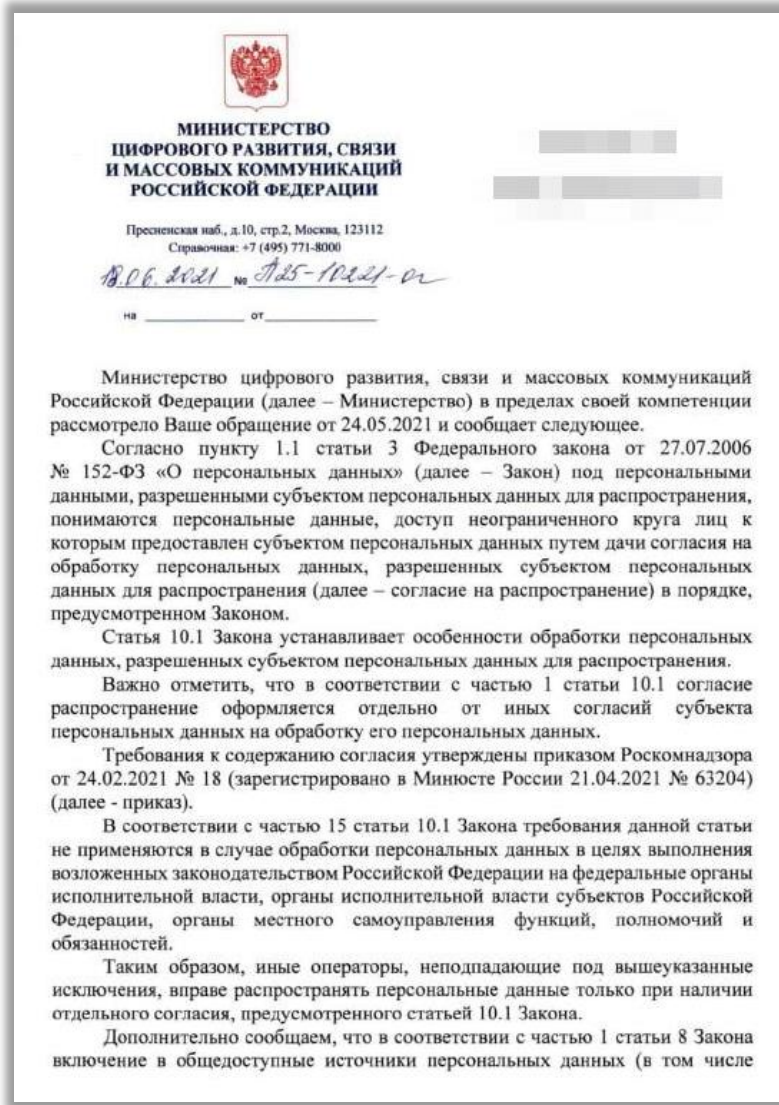 МИНИСТЕРСТВО
ЦИФРОВОГО РАЗВИТИЯ, СВЯЗИ
И МАССОВЫХ КОММУНИКАЦИЙ
РОССИЙСКОЙ ФЕДЕРАЦИИ
Пресненская наб., д.10, стр.2, Москва, 123112
Справочная: +7 (495) 771-8000
18.06.2021 № П25-10221-ог
на от
Министерство цифрового развития, связи и массовых коммуникаций
Российской Федерации (далее – Министерство) в пределах своей компетенции
рассмотрело Ваше обращение от 24.05.2021 и сообщает следующее.
Согласно пункту 1.1 статьи 3 Федерального закона от 27.07.2006
№ 152-ФЗ «О персональных данных» (далее – Закон) под персональными
данными, разрешенными субъектом персональных данных для распространения,
понимаются персональные данные, доступ неограниченного круга лиц к
которым предоставлен субъектом персональных данных путем дачи согласия на
обработку персональных данных, разрешенных субъектом персональных
данных для распространения (далее – согласие на распространение) в порядке,
предусмотренном Законом.
Статья 10.1 Закона устанавливает особенности обработки персональных
данных, разрешенных субъектом персональных данных для распространения.
Важно отметить, что в соответствии с частью 1 статьи 10.1 согласие
распространение оформляется отдельно от иных согласий субъекта
персональных данных на обработку его персональных данных.
Требования к содержанию согласия утверждены приказом Роскомнадзора
от 24.02.2021 № 18 (зарегистрировано в Минюсте России 21.04.2021 № 63204)
(далее - приказ).
В соответствии с частью 15 статьи 10.1 Закона требования данной статьи
не применяются в случае обработки персональных данных в целях выполнения
возложенных законодательством Российской Федерации на федеральные органы
исполнительной власти, органы исполнительной власти субъектов Российской
Федерации, органы местного самоуправления функций, полномочий и
обязанностей.
Таким образом, иные операторы, неподпадающие под вышеуказанные
исключения, вправе распространять персональные данные только при наличии
отдельного согласия, предусмотренного статьей 10.1 Закона.
Дополнительно сообщаем, что в соответствии с частью 1 статьи 8 Закона
включение в общедоступные источники персональных данных (в том числе